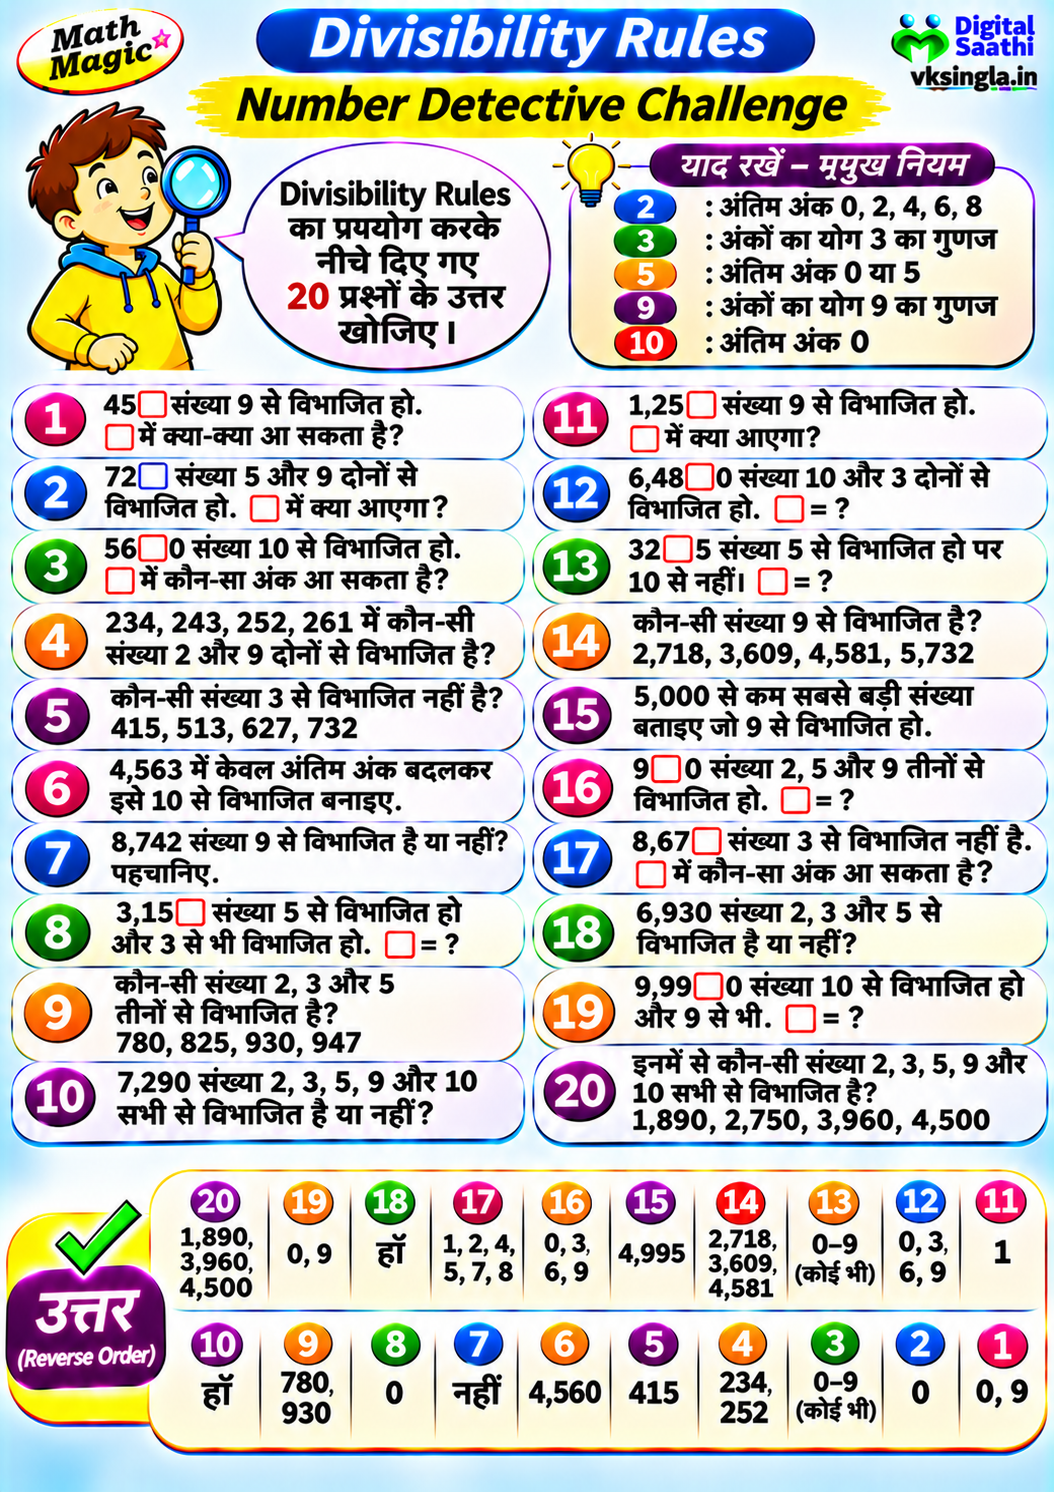 Math
Magic
Divisibility Rules
Digital
Saathi
vksingla.in
Number Detective Challenge
Divisibility Rules
का प्रययोग करके
नीचे दिए गए
20 प्रश्नों के उत्तर
खोजिए।
याद रखें – मूयुख नियम
2 : अंतिम अंक 0, 2, 4, 6, 8
3 : अंकों का योग 3 का गुणज
5 : अंतिम अंक 0 या 5
9 : अंकों का योग 9 का गुणज
10 : अंतिम अंक 0
1 45□ संख्या 9 से विभाजित हो.
□ में क्या-क्या आ सकता है?
2 72□ संख्या 5 और 9 दोनों से
विभाजित हो. □ में क्या आएगा?
3 56□0 संख्या 10 से विभाजित हो.
□ में कौन-सा अंक आ सकता है?
4 234, 243, 252, 261 में कौन-सी
संख्या 2 और 9 दोनों से विभाजित है?
5 कौन-सी संख्या 3 से विभाजित नहीं है?
415, 513, 627, 732
6 4,563 में केवल अंतिम अंक बदलकर
इसे 10 से विभाजित बनाइए.
7 8,742 संख्या 9 से विभाजित है या नहीं?
पहचानिए.
8 3,15□ संख्या 5 से विभाजित हो
और 3 से भी विभाजित हो. □ = ?
9 कौन-सी संख्या 2, 3 और 5
तीनों से विभाजित है?
780, 825, 930, 947
10 7,290 संख्या 2, 3, 5, 9 और 10
सभी से विभाजित है या नहीं?
11 1,25□ संख्या 9 से विभाजित हो.
□ में क्या आएगा?
12 6,48□0 संख्या 10 और 3 दोनों से
विभाजित हो. □ = ?
13 32□5 संख्या 5 से विभाजित हो पर
10 से नहीं। □ = ?
14 कौन-सी संख्या 9 से विभाजित है?
2,718, 3,609, 4,581, 5,732
15 5,000 से कम सबसे बड़ी संख्या
बताइए जो 9 से विभाजित हो.
16 9□0 संख्या 2, 5 और 9 तीनों से
विभाजित हो. □ = ?
17 8,67□ संख्या 3 से विभाजित नहीं है.
□ में कौन-सा अंक आ सकता है?
18 6,930 संख्या 2, 3 और 5 से
विभाजित है या नहीं?
19 9,99□0 संख्या 10 से विभाजित हो
और 9 से भी. □ = ?
20 इनमें से कौन-सी संख्या 2, 3, 5, 9 और
10 सभी से विभाजित है?
1,890, 2,750, 3,960, 4,500
उत्तर
(Reverse Order)
20 19 18 17 16 15 14 13 12 11
1,890, 3,960, 4,500
0, 9
हॉ
1, 2, 4, 5, 7, 8
0, 3, 6, 9
4,995
2,718, 3,609, 4,581
0–9 (कोई भी)
0, 3, 6, 9
1
10 9 8 7 6 5 4 3 2 1
हॉ
780, 930
0
नहीं
4,560
415
234, 252
0–9 (कोई भी)
0
0, 9